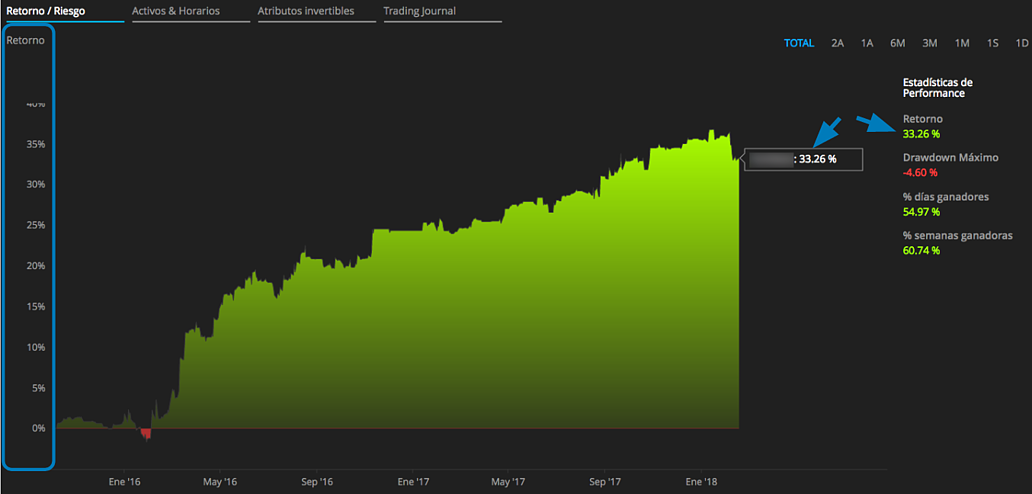 Retorno / Riesgo
Activos & Horarios
Atributos invertibles
Trading Journal
Retorno
TOTAL 2A 1A 6M 3M 1M 1S 1D
Estadísticas de
Performance
Retorno
33.26 %
Drawdown Máximo
-4.60 %
% días ganadores
54.97 %
% semanas ganadoras
60.74 %
: 33.26 %
40%
35%
30%
25%
20%
15%
10%
5%
0%
Ene '16 May '16 Sep '16 Ene '17 May '17 Sep '17 Ene '18